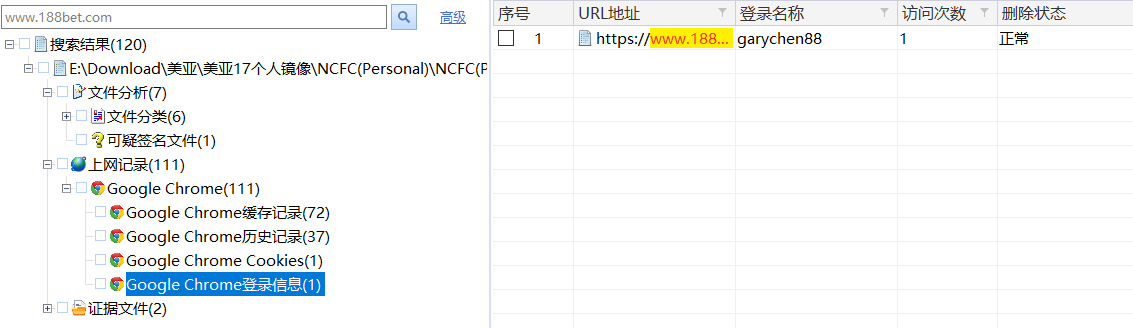 www.188bet.com
高级
搜索结果(120)
E:\Download\美亚\美亚17个人镜像\NCFC(Personal)\NCFC(P
文件分析(7)
文件分类(6)
可疑签名文件(1)
上网记录(111)
Google Chrome(111)
Google Chrome缓存记录(72)
Google Chrome历史记录(37)
Google Chrome Cookies(1)
Google Chrome登录信息(1)
证据文件(2)
序号 URL地址 登录名称 访问次数 删除状态
1 https://www.188... garychen88 1 正常